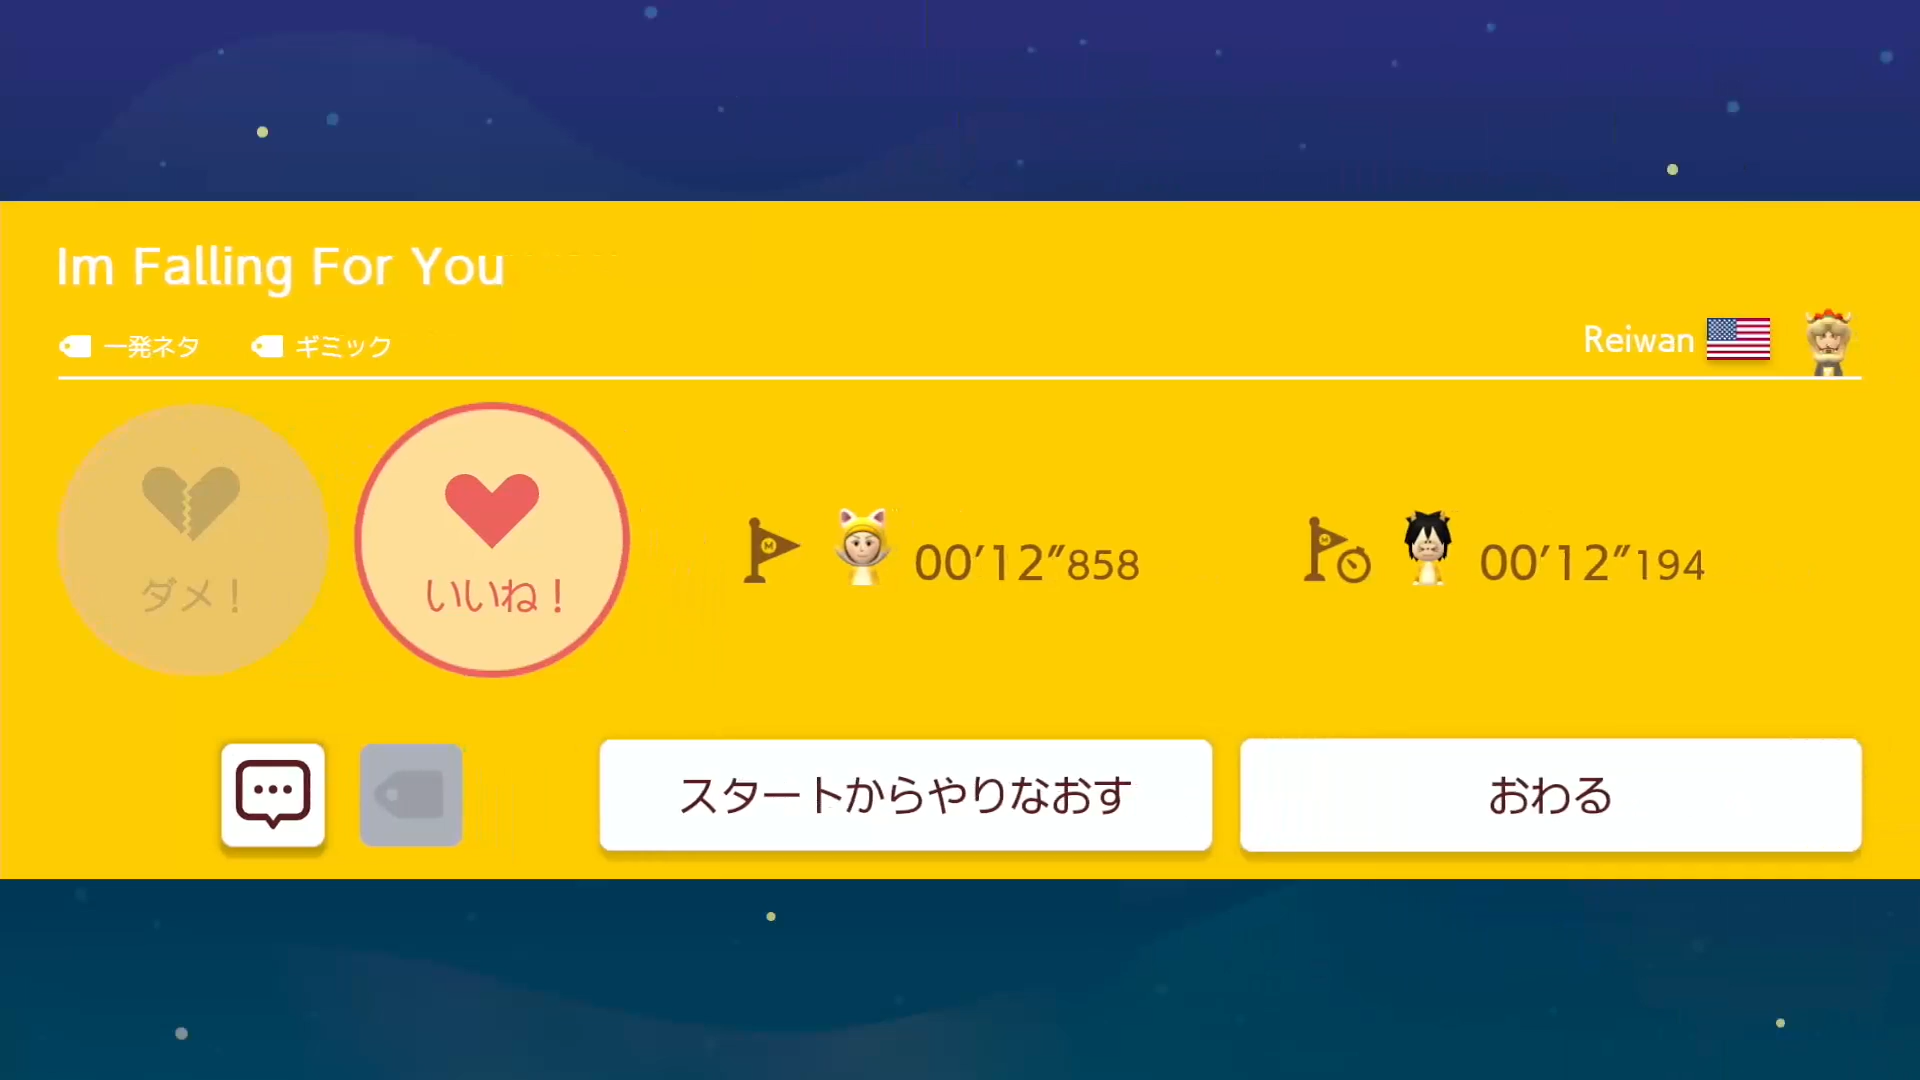 Im Falling For You
一発ネタ ギミック
Reiwan
ダメ！ いいね！
00'12"858 00'12"194
スタートからやりなおす おわる